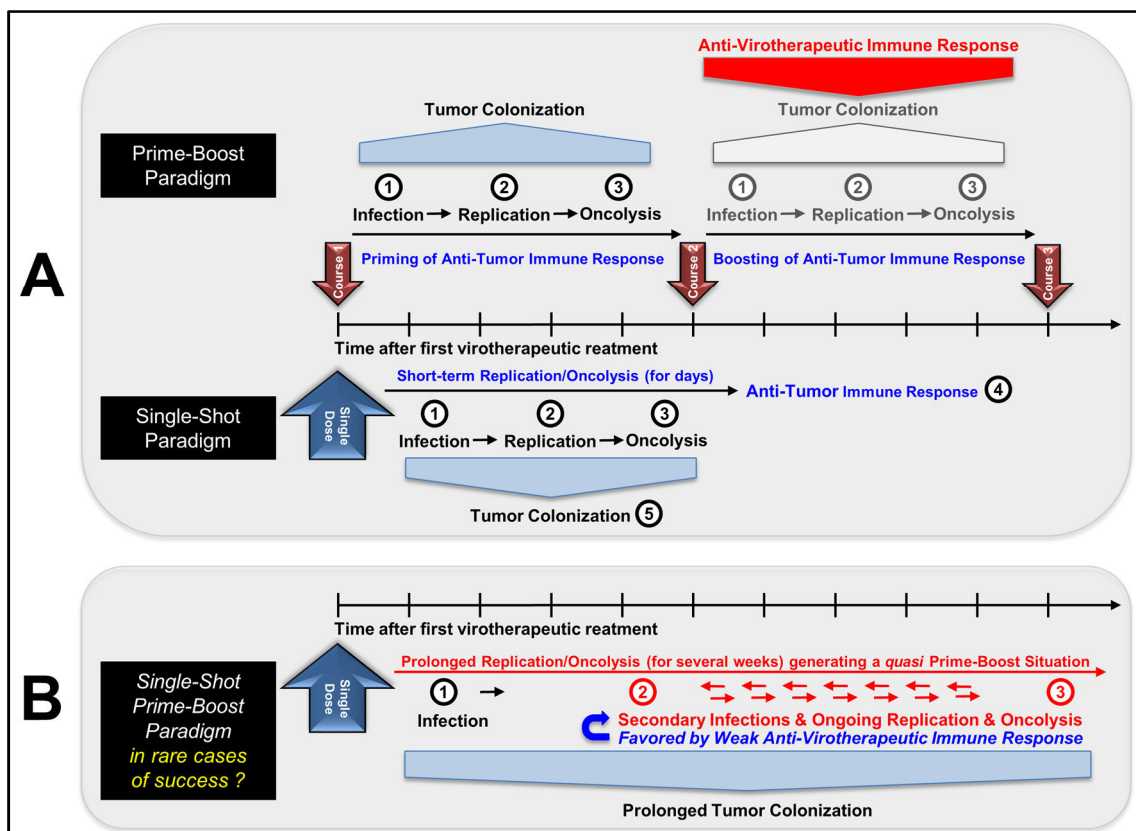 A
Anti-Virotherapeutic Immune Response
Tumor Colonization
Tumor Colonization
Prime-Boost
Paradigm
1 2 3
Infection → Replication → Oncolysis
1 2 3
Infection → Replication → Oncolysis
Course 1
Priming of Anti-Tumor Immune Response
Course 2
Boosting of Anti-Tumor Immune Response
Course 3
Time after first virotherapeutic reatment
Single-Shot
Paradigm
Single
Dose
Short-term Replication/Oncolysis (for days)
Anti-Tumor Immune Response 4
1 2 3
Infection → Replication → Oncolysis
Tumor Colonization 5
B
Time after first virotherapeutic reatment
Single-Shot
Prime-Boost
Paradigm
in rare cases
of success ?
Single
Dose
Prolonged Replication/Oncolysis (for several weeks) generating a quasi Prime-Boost Situation
1 → 2 3
Infection
Secondary Infections & Ongoing Replication & Oncolysis
Favored by Weak Anti-Virotherapeutic Immune Response
Prolonged Tumor Colonization